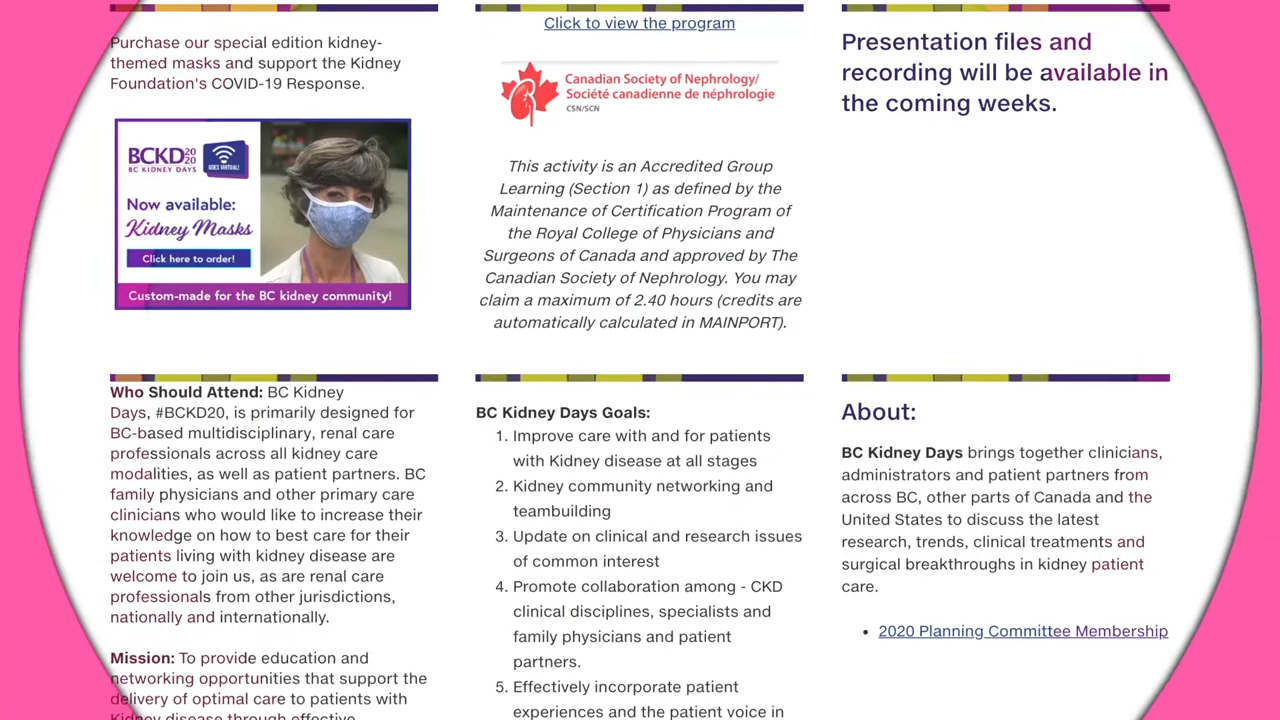 Purchase our special edition kidney-
themed masks and support the Kidney
Foundation's COVID-19 Response.
BCKD 20
20
BC KIDNEY DAYS
GOES VIRTUAL!
Now available:
Kidney Masks
Click here to order!
Custom-made for the BC kidney community!
Click to view the program
Canadian Society of Nephrology/
Société canadienne de néphrologie
CSN/SCN
This activity is an Accredited Group
Learning (Section 1) as defined by the
Maintenance of Certification Program of
the Royal College of Physicians and
Surgeons of Canada and approved by The
Canadian Society of Nephrology. You may
claim a maximum of 2.40 hours (credits are
automatically calculated in MAINPORT).
Presentation files and
recording will be available in
the coming weeks.
Who Should Attend: BC Kidney
Days, #BCKD20, is primarily designed for
BC-based multidisciplinary, renal care
professionals across all kidney care
modalities, as well as patient partners. BC
family physicians and other primary care
clinicians who would like to increase their
knowledge on how to best care for their
patients living with kidney disease are
welcome to join us, as are renal care
professionals from other jurisdictions,
nationally and internationally.
Mission: To provide education and
networking opportunities that support the
delivery of optimal care to patients with
Kidney disease through effective
BC Kidney Days Goals:
1. Improve care with and for patients
with Kidney disease at all stages
2. Kidney community networking and
teambuilding
3. Update on clinical and research issues
of common interest
4. Promote collaboration among - CKD
clinical disciplines, specialists and
family physicians and patient
partners.
5. Effectively incorporate patient
experiences and the patient voice in
About:
BC Kidney Days brings together clinicians,
administrators and patient partners from
across BC, other parts of Canada and the
United States to discuss the latest
research, trends, clinical treatments and
surgical breakthroughs in kidney patient
care.
• 2020 Planning Committee Membership